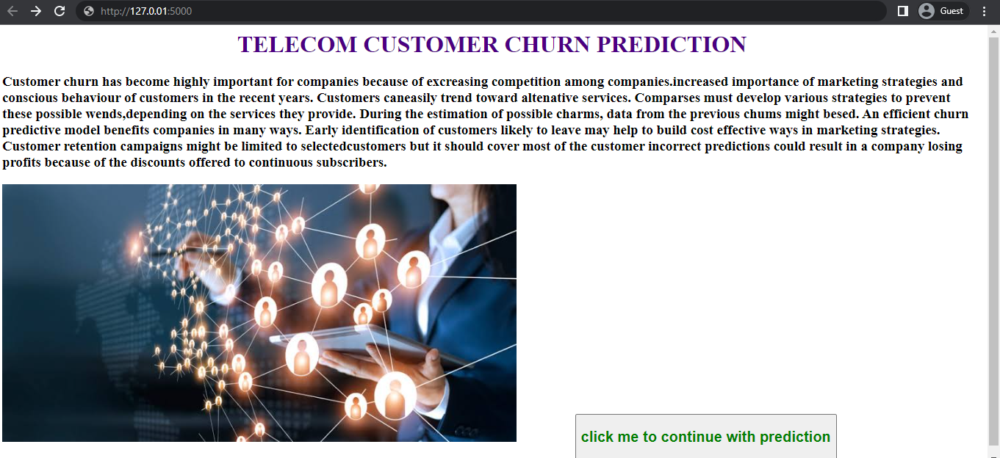 http://127.0.01:5000
Guest
TELECOM CUSTOMER CHURN PREDICTION
Customer churn has become highly important for companies because of excreasing competition among companies.increased importance of marketing strategies and
conscious behaviour of customers in the recent years. Customers caneasily trend toward altenative services. Comparses must develop various strategies to prevent
these possible wends,depending on the services they provide. During the estimation of possible charms, data from the previous chums might besed. An efficient churn
predictive model benefits companies in many ways. Early identification of customers likely to leave may help to build cost effective ways in marketing strategies.
Customer retention campaigns might be limited to selectedcustomers but it should cover most of the customer incorrect predictions could result in a company losing
profits because of the discounts offered to continuous subscribers.
click me to continue with prediction